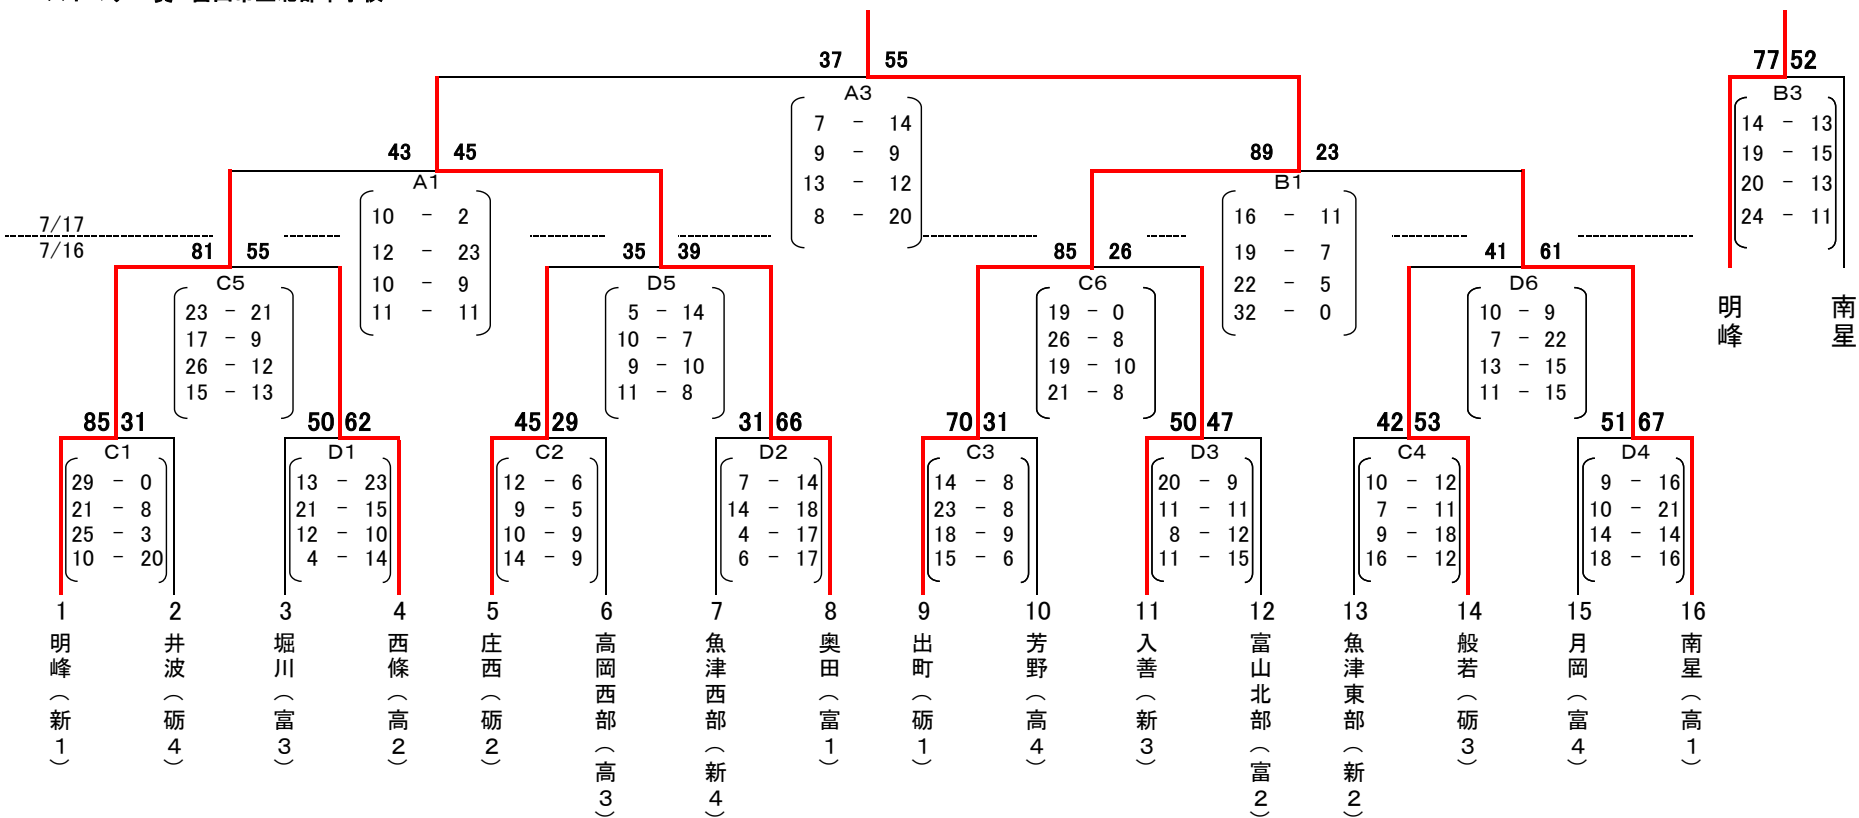 37 55
77 52
A3
B3
7 - 14
9 - 9
13 - 12
8 - 20
14 - 13
19 - 15
20 - 13
24 - 11
43 45
89 23
A1
B1
10 - 2
12 - 23
10 - 9
11 - 11
16 - 11
19 - 7
22 - 5
32 - 0
7/17
7/16
81 55
35 39
85 26
41 61
C5
D5
C6
D6
23 - 21
17 - 9
26 - 12
15 - 13
5 - 14
10 - 7
9 - 10
11 - 8
19 - 0
26 - 8
19 - 10
21 - 8
10 - 9
7 - 22
13 - 15
11 - 15
明峰
南星
85 31
50 62
45 29
31 66
70 31
50 47
42 53
51 67
C1
D1
C2
D2
C3
D3
C4
D4
29 - 0
21 - 8
25 - 3
10 - 20
13 - 23
21 - 15
12 - 10
4 - 14
12 - 6
9 - 5
10 - 9
14 - 9
7 - 14
14 - 18
4 - 17
6 - 17
14 - 8
23 - 8
18 - 9
15 - 6
20 - 9
11 - 11
8 - 12
11 - 15
10 - 12
7 - 11
9 - 18
16 - 12
9 - 16
10 - 21
14 - 14
18 - 16
1 明峰(新1)
2 井波(砺4)
3 堀川(富3)
4 西條(高2)
5 庄西(砺2)
6 高岡西部(高3)
7 魚津西部(新4)
8 奥田(富1)
9 出町(砺1)
10 芳野(高4)
11 入善(新3)
12 富山北部(富2)
13 魚津東部(新2)
14 般若(砺3)
15 月岡(富4)
16 南星(高1)